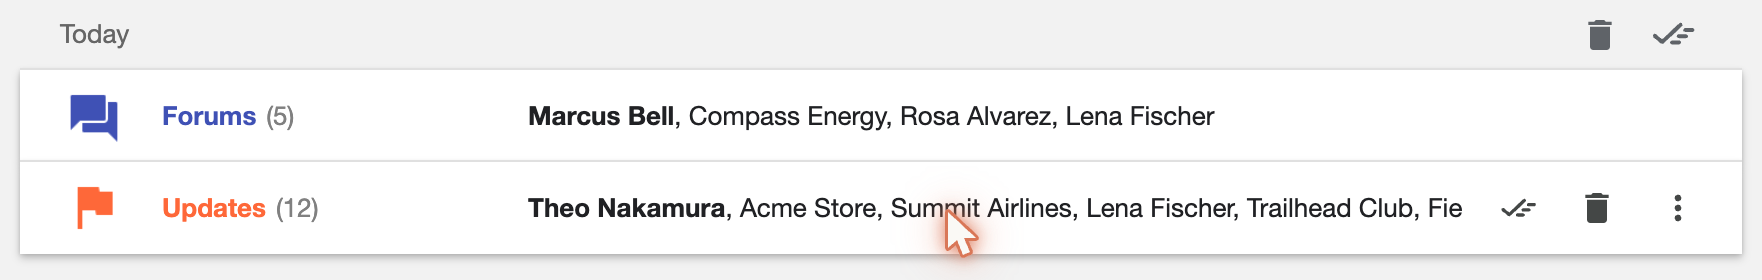 Today
Forums (5) Marcus Bell, Compass Energy, Rosa Alvarez, Lena Fischer
Updates (12) Theo Nakamura, Acme Store, Summit Airlines, Lena Fischer, Trailhead Club, Fie